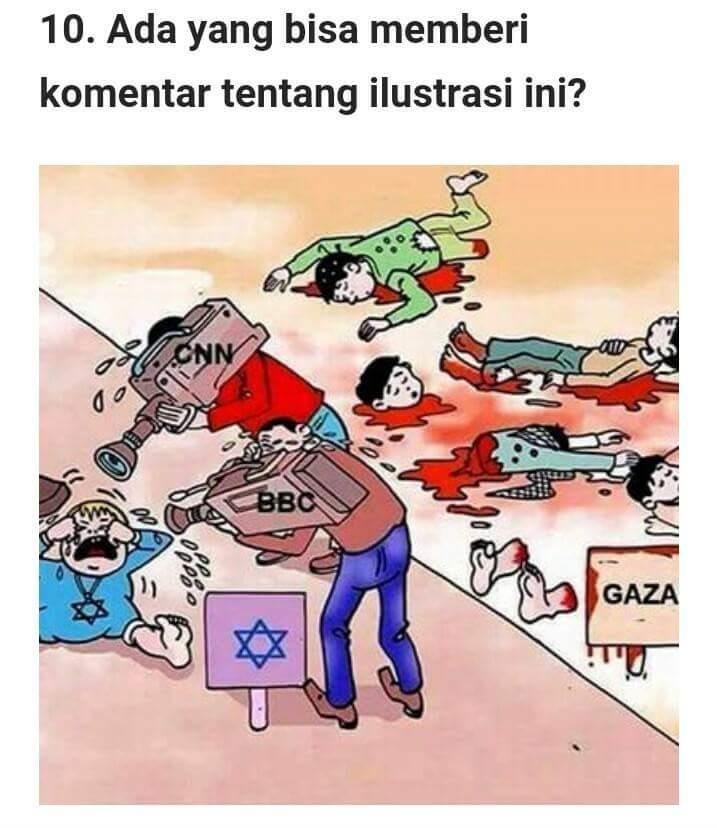 10. Ada yang bisa memberi
komentar tentang ilustrasi ini?
CNN
BBC
GAZA